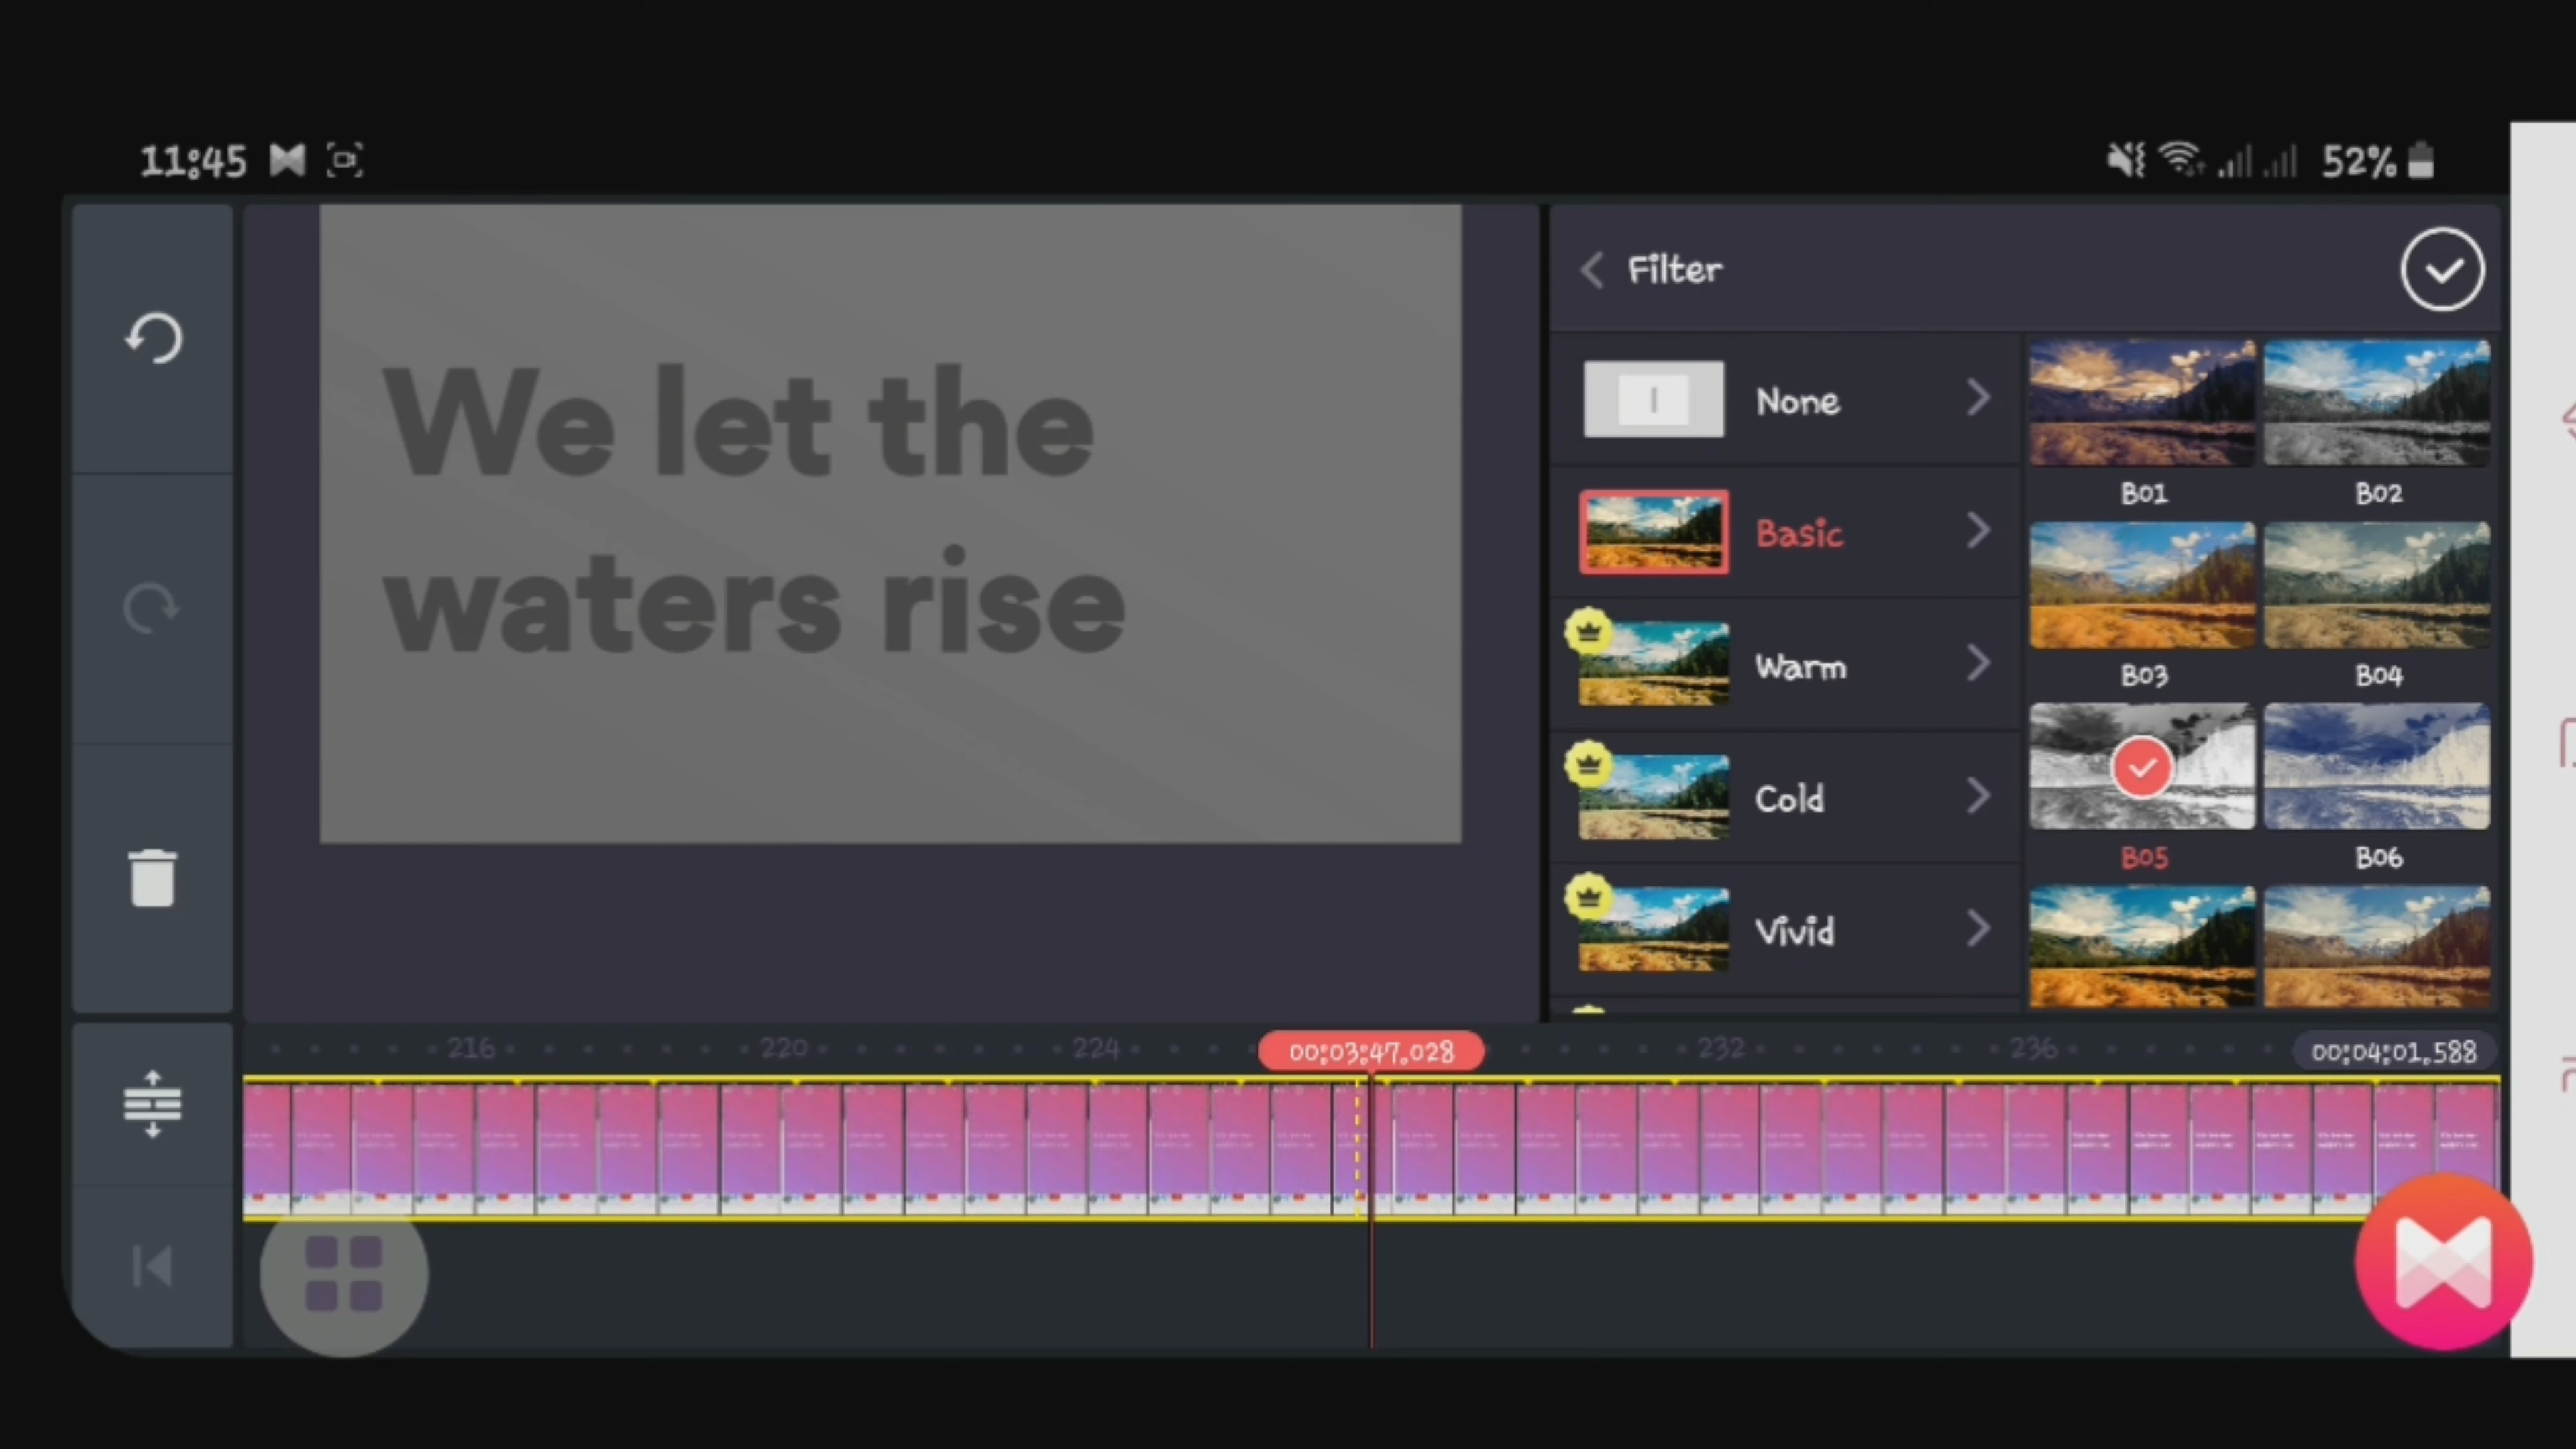 11:45
52%
We let the
waters rise
Filter
None
Basic
Warm
Cold
Vivid
B01
B02
B03
B04
B05
B06
216
220
224
00:03:47.028
232
236
00:04:01.588